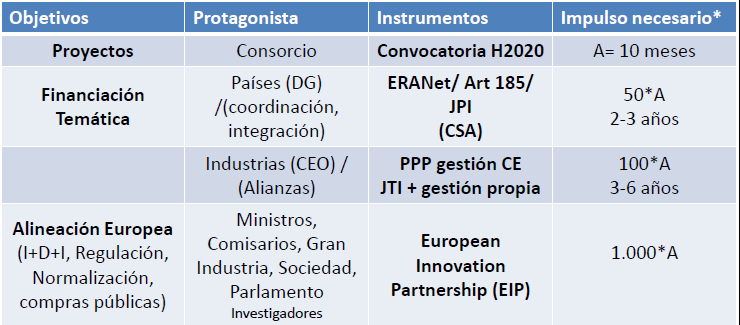 Objetivos Protagonista Instrumentos Impulso necesario*
Proyectos Consorcio Convocatoria H2020 A= 10 meses
Financiación
Temática
Países (DG)
/(coordinación,
integración)
ERANet/ Art 185/
JPI
(CSA)
50*A
2-3 años
Industrias (CEO) /
(Alianzas)
PPP gestión CE
JTI + gestión propia
100*A
3-6 años
Alineación Europea
(I+D+I, Regulación,
Normalización,
compras públicas)
Ministros,
Comisarios, Gran
Industria, Sociedad,
Parlamento
Investigadores
European
Innovation
Partnership (EIP)
1.000*A